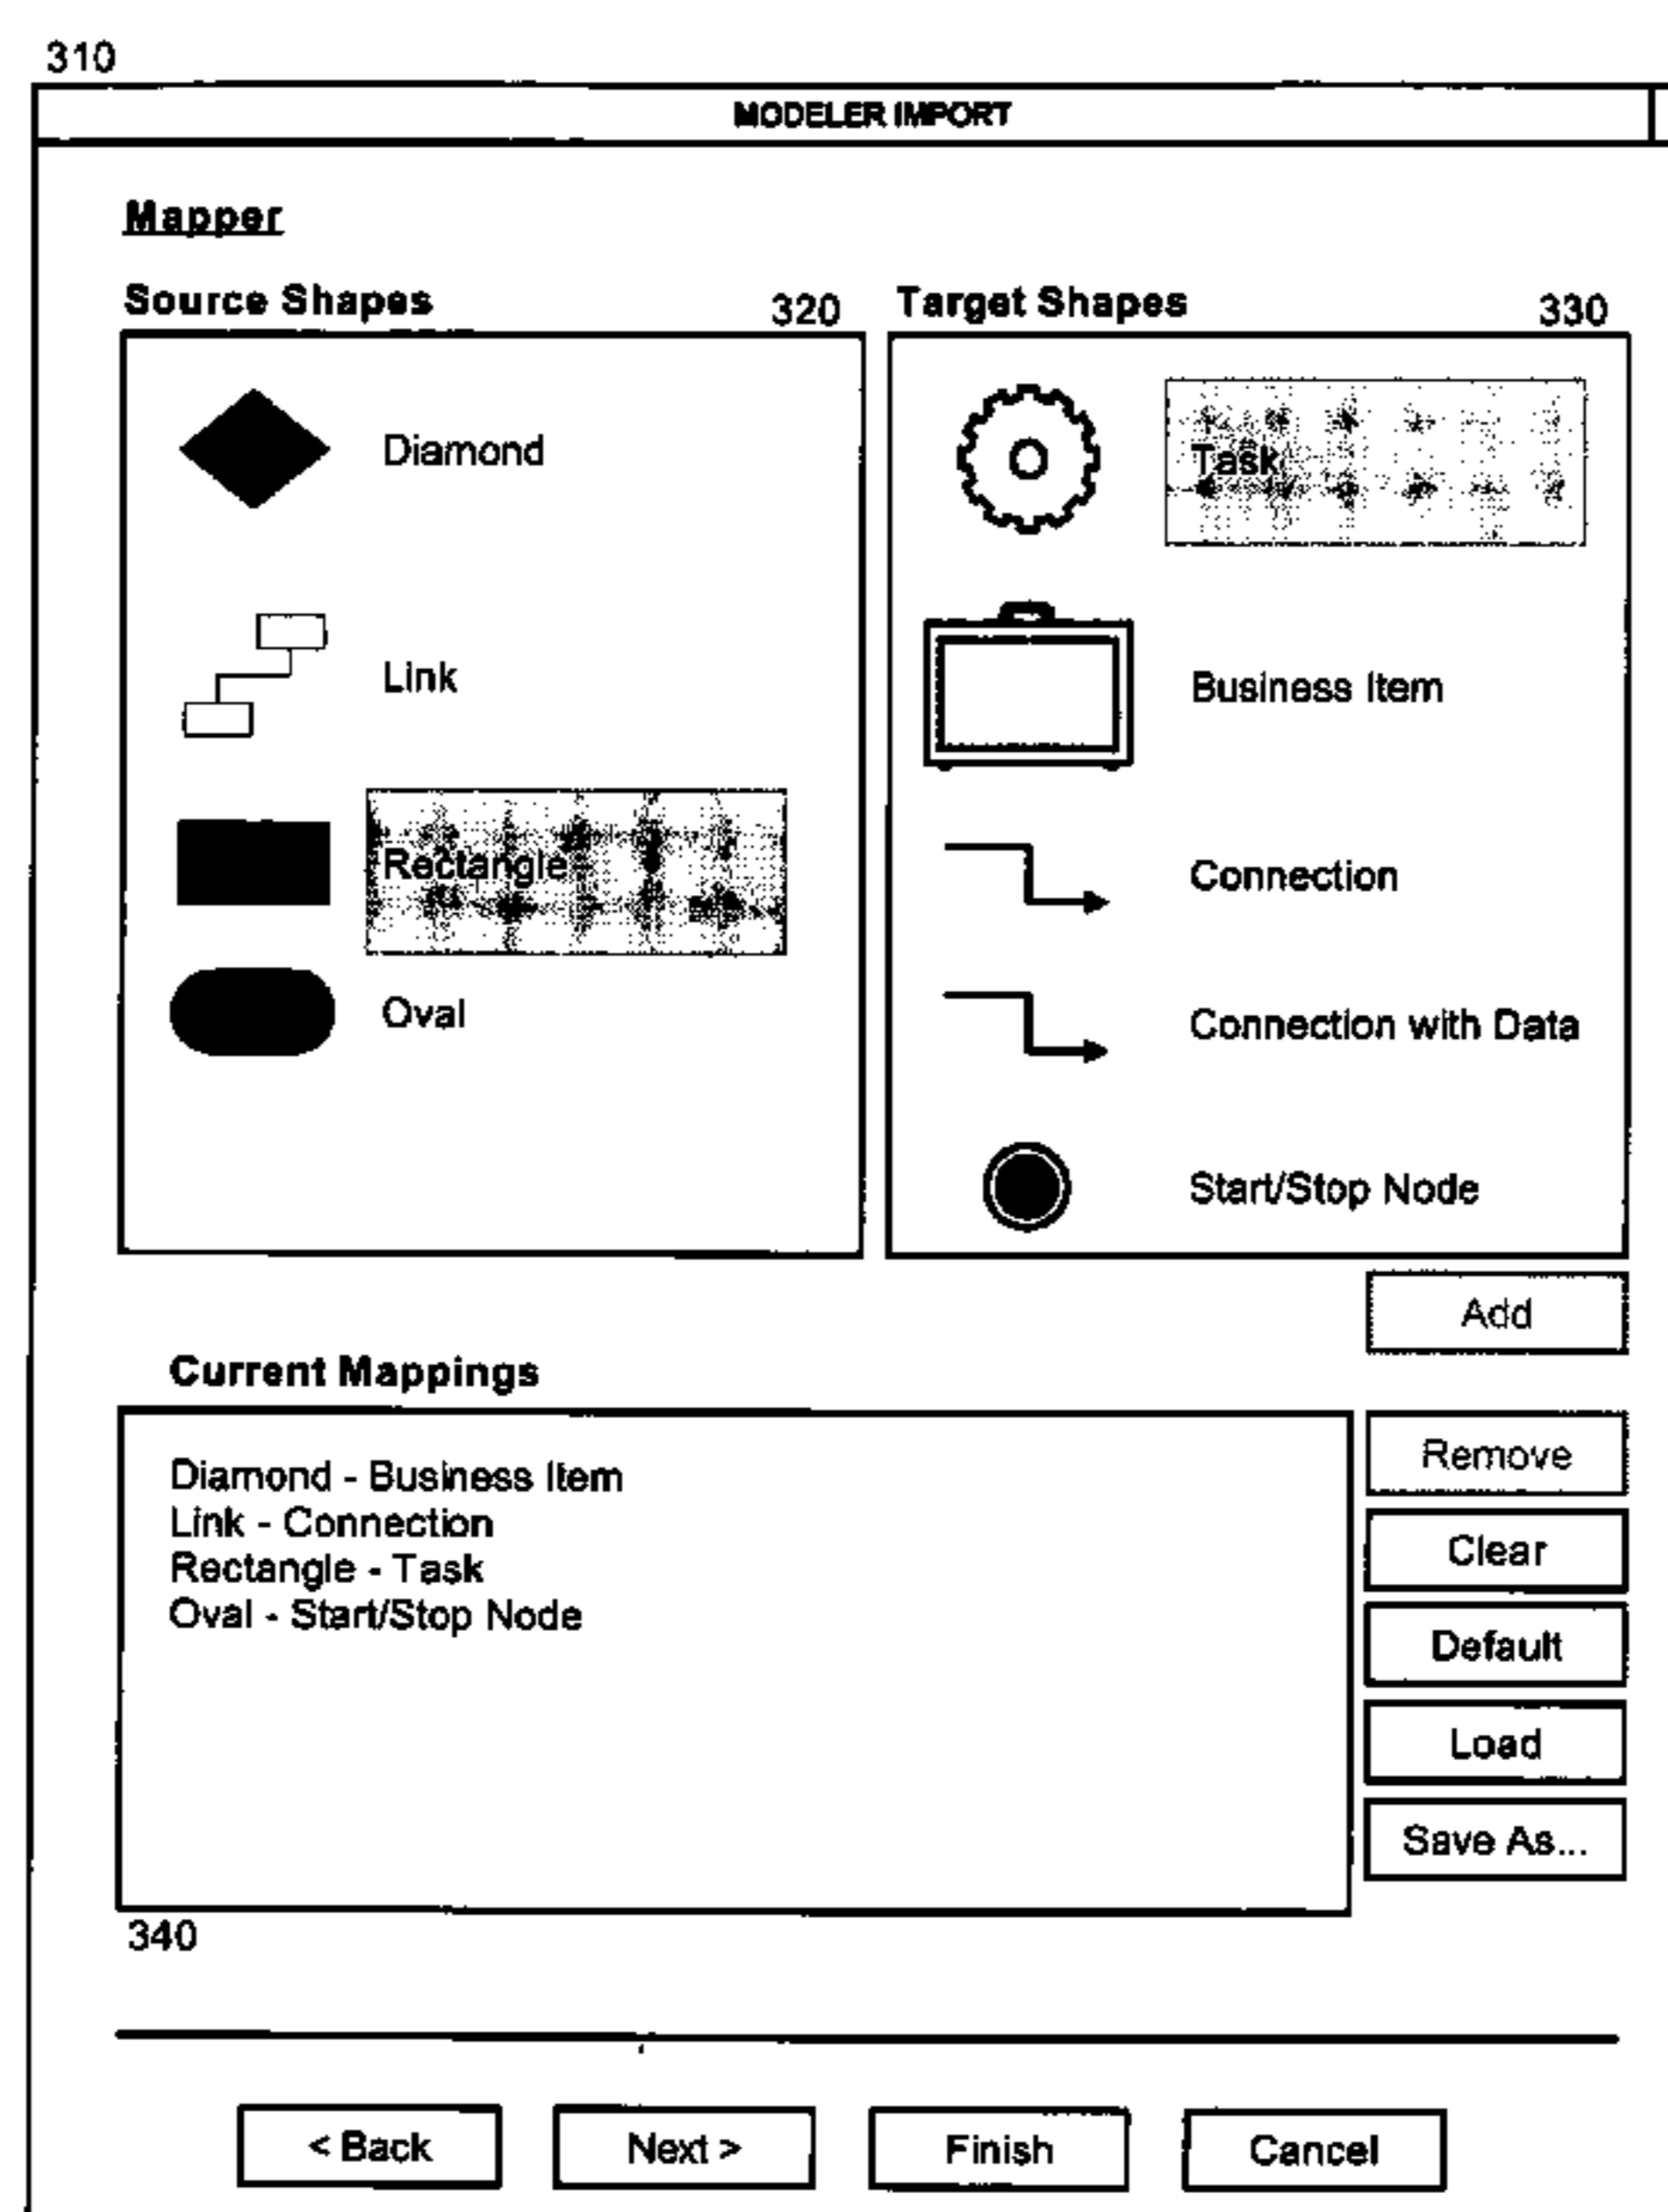 310
MODELER IMPORT
Mapper
Source Shapes 320
Target Shapes 330
Diamond
Link
Rectangle
Oval
Task
Business Item
Connection
Connection with Data
Start/Stop Node
Add
Current Mappings
Diamond - Business Item
Link - Connection
Rectangle - Task
Oval - Start/Stop Node
Remove
Clear
Default
Load
Save As...
340
< Back
Next >
Finish
Cancel